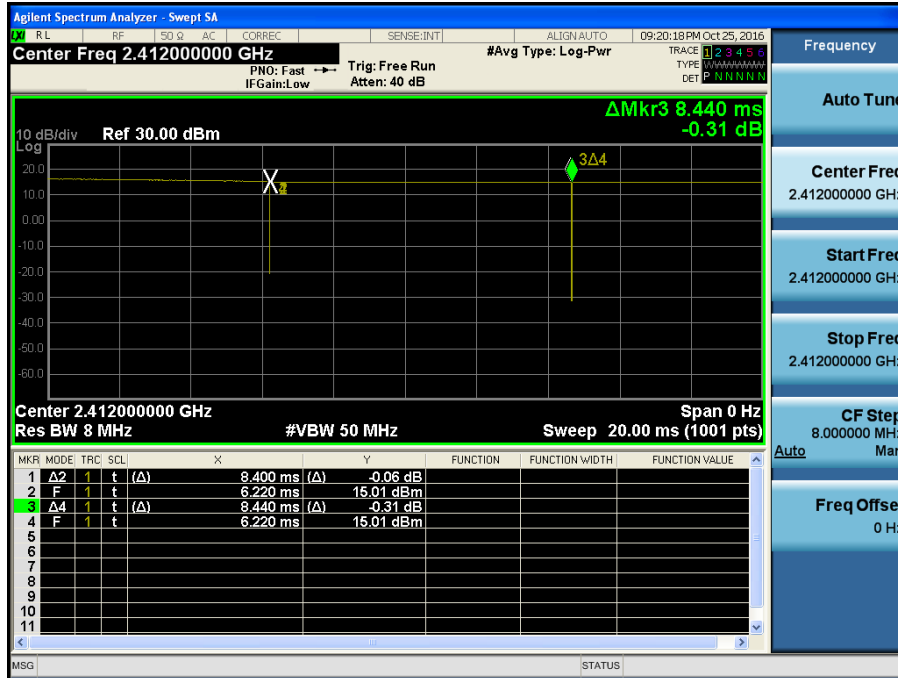 Agilent Spectrum Analyzer - Swept SA
LXI RL RF 50 Ω AC CORREC SENSE:INT ALIGN AUTO 09:20:18 PM Oct 25, 2016
Center Freq 2.412000000 GHz
PNO: Fast
IFGain:Low
Trig: Free Run
Atten: 40 dB
#Avg Type: Log-Pwr
TRACE 1 2 3 4 5 6
TYPE
DET P N N N N N
ΔMkr3 8.440 ms
-0.31 dB
10 dB/div Ref 30.00 dBm
Log
3Δ4
20.0
10.0
0.00
-10.0
-20.0
-30.0
-40.0
-50.0
-60.0
Center 2.412000000 GHz Span 0 Hz
Res BW 8 MHz #VBW 50 MHz Sweep 20.00 ms (1001 pts)
MKR MODE TRC SCL X Y FUNCTION FUNCTION WIDTH FUNCTION VALUE
1 Δ2 1 t (Δ) 8.400 ms (Δ) -0.06 dB
2 F 1 t 6.220 ms 15.01 dBm
3 Δ4 1 t (Δ) 8.440 ms (Δ) -0.31 dB
4 F 1 t 6.220 ms 15.01 dBm
5
6
7
8
9
10
11
MSG STATUS
Frequency
Auto Tune
Center Freq
2.412000000 GHz
Start Freq
2.412000000 GHz
Stop Freq
2.412000000 GHz
CF Step
8.000000 MHz
Auto Man
Freq Offset
0 Hz